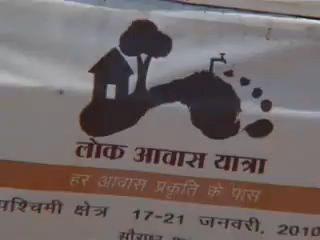 लोक आवास यात्रा
हर आवास प्रकृति के पास
पश्चिमी क्षेत्र 17-21 जनवरी, 2010
सौराष्ट्र